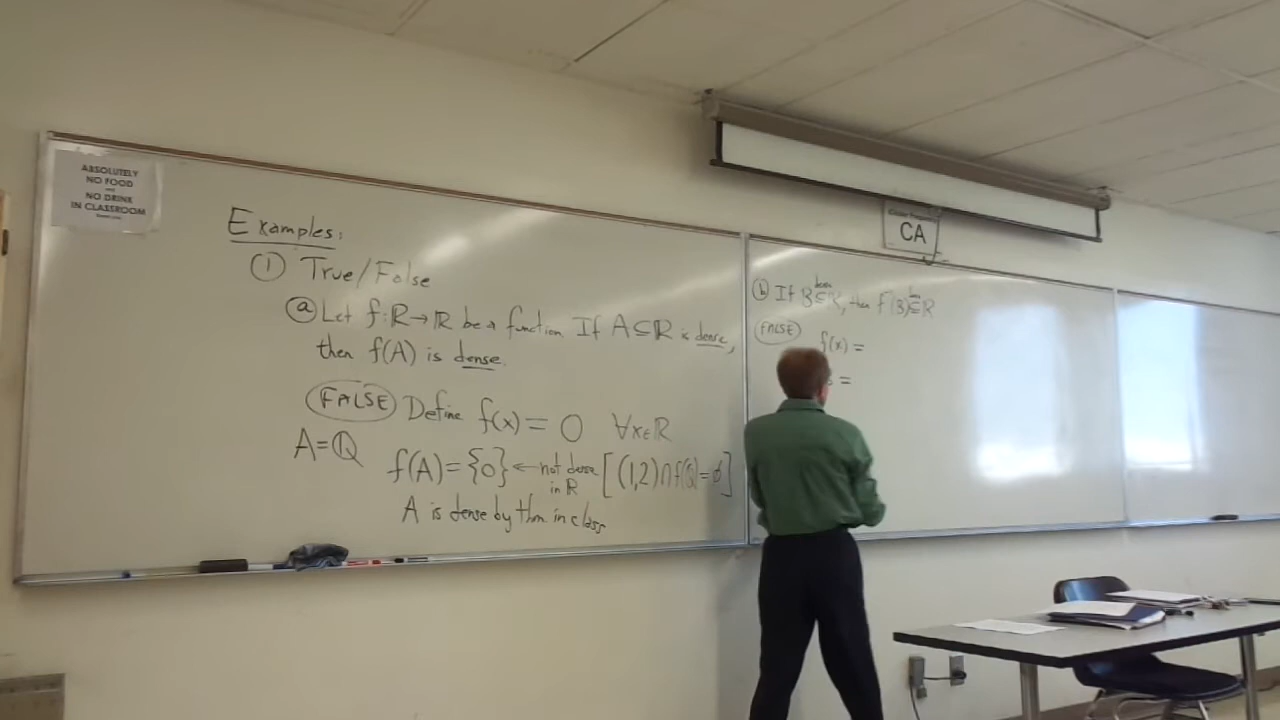 ABSOLUTELY
NO FOOD
NO DRINK
IN CLASSROOM
CA
Examples:
① True/False
ⓐ Let f:ℝ→ℝ be a function. If A⊆ℝ is dense,
then f(A) is dense.
FALSE Define f(x) = 0 ∀x∈ℝ
A=ℚ
f(A)={0} ← not dense in ℝ [(1,2)∩f(ℚ)=∅]
A is dense by thm in class
ⓑ If B⊆ℝ, then f(B)⊆ℝ
FALSE f(x) =
=